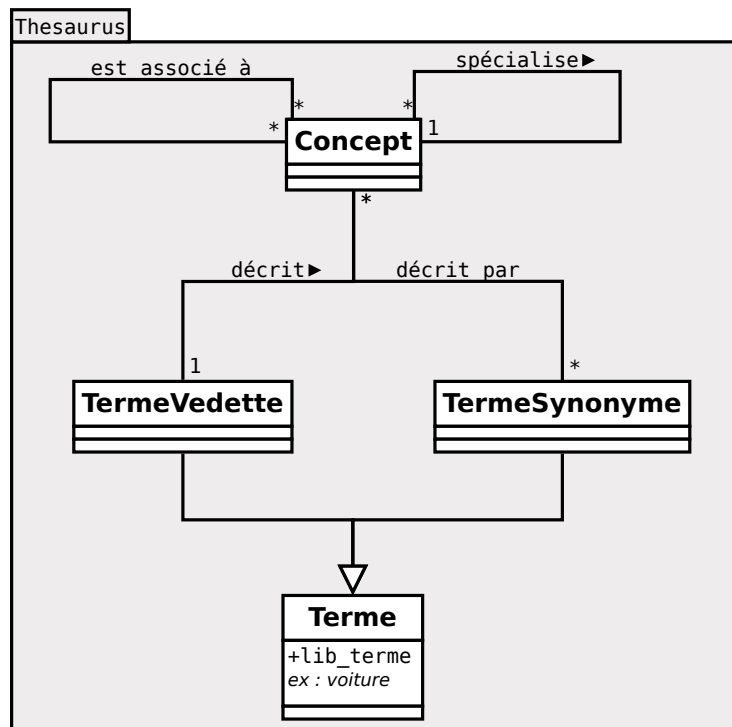 Thesaurus
est associé à
spécialise►
*
*
*
1
Concept
*
décrit►
décrit par
1
*
TermeVedette
TermeSynonyme
Terme
+lib_terme
ex : voiture